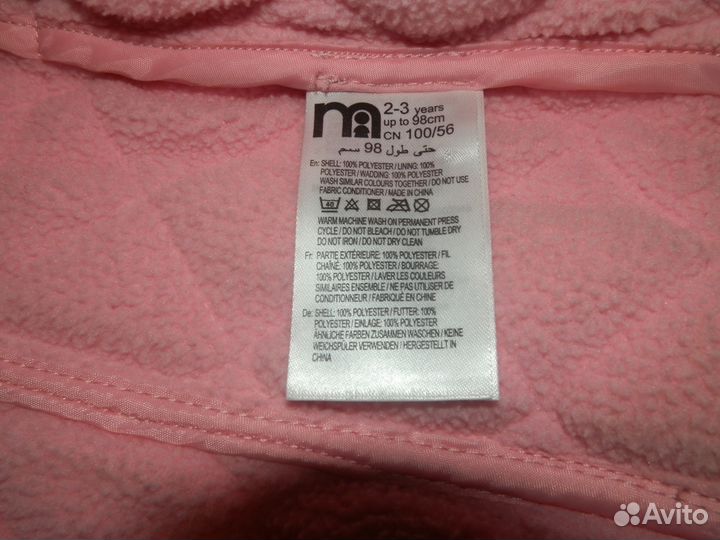 m
2-3 years
up to 98cm
CN 100/56
حتى طول 98 سم
En: SHELL: 100% POLYESTER / LINING: 100%
POLYESTER / WADDING: 100% POLYESTER
WASH SIMILAR COLOURS TOGETHER / DO NOT USE
FABRIC CONDITIONER / MADE IN CHINA
40
WARM MACHINE WASH ON PERMANENT PRESS
CYCLE / DO NOT BLEACH / DO NOT TUMBLE DRY
DO NOT IRON / DO NOT DRY CLEAN
Fr: PARTIE EXTÉRIEURE: 100% POLYESTER / FIL
CHAÎNÉ: 100% POLYESTER / BOURRAGE:
100% POLYESTER / LAVER LES COULEURS
SIMILAIRES ENSEMBLE / NE PAS UTILISER DE
CONDITIONNEUR / FABRIQUÉ EN CHINE
De: SHELL: 100% POLYESTER / FUTTER: 100%
POLYESTER / EINLAGE: 100% POLYESTER
ÄHNLICHE FARBEN ZUSAMMEN WASCHEN / KEINE
WEICHSPÜLER VERWENDEN / HERGESTELLT IN
CHINA
Avito